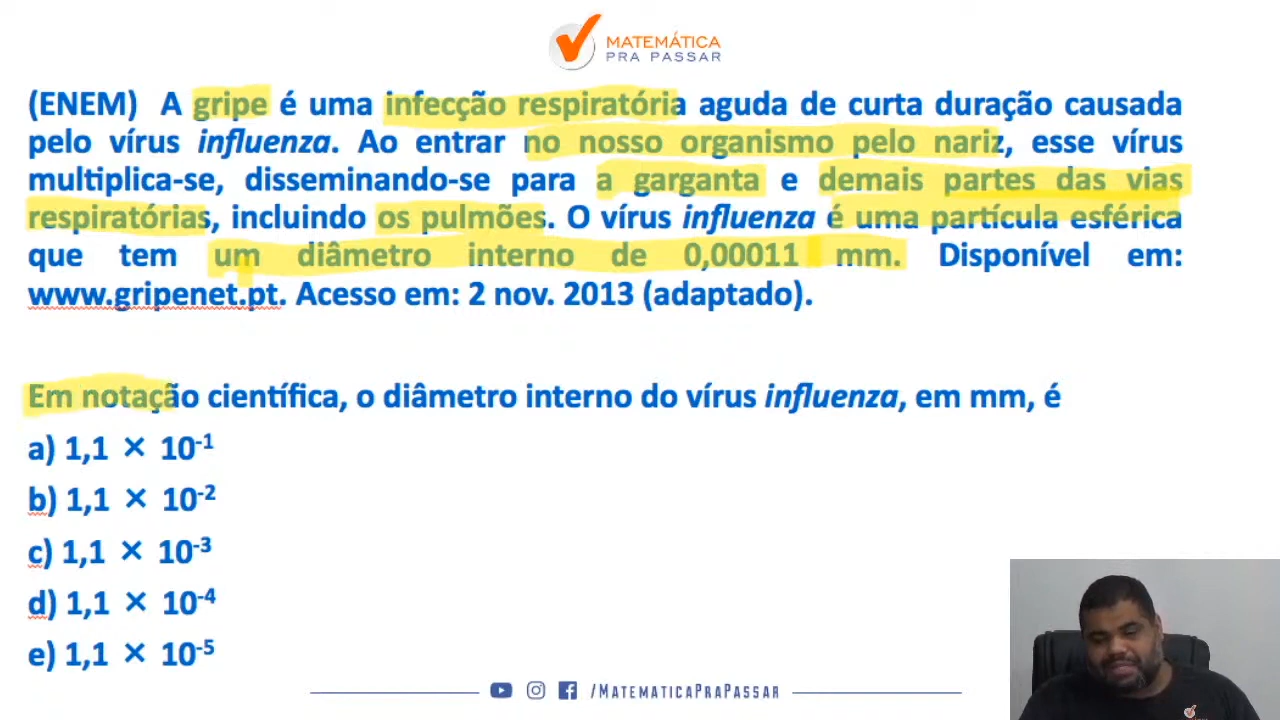 MATEMÁTICA
PRA PASSAR
(ENEM) A gripe é uma infecção respiratória aguda de curta duração causada
pelo vírus influenza. Ao entrar no nosso organismo pelo nariz, esse vírus
multiplica-se, disseminando-se para a garganta e demais partes das vias
respiratórias, incluindo os pulmões. O vírus influenza é uma partícula esférica
que tem um diâmetro interno de 0,00011 mm. Disponível em:
www.gripenet.pt. Acesso em: 2 nov. 2013 (adaptado).
Em notação científica, o diâmetro interno do vírus influenza, em mm, é
a) 1,1 × 10⁻¹
b) 1,1 × 10⁻²
c) 1,1 × 10⁻³
d) 1,1 × 10⁻⁴
e) 1,1 × 10⁻⁵
/MATEMATICAPRAPASSAR